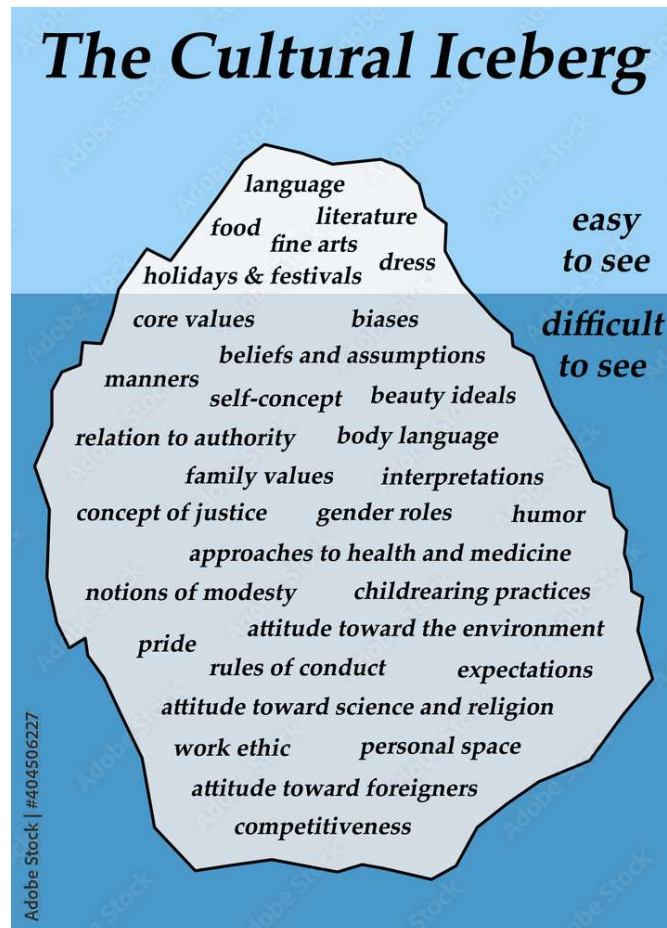 The Cultural Iceberg
language
food literature
fine arts
holidays & festivals dress
easy
to see
core values biases
difficult
to see
beliefs and assumptions
manners
self-concept beauty ideals
relation to authority body language
family values interpretations
concept of justice gender roles humor
approaches to health and medicine
notions of modesty childrearing practices
attitude toward the environment
pride
rules of conduct expectations
attitude toward science and religion
work ethic personal space
attitude toward foreigners
competitiveness
Adobe Stock | #404506227